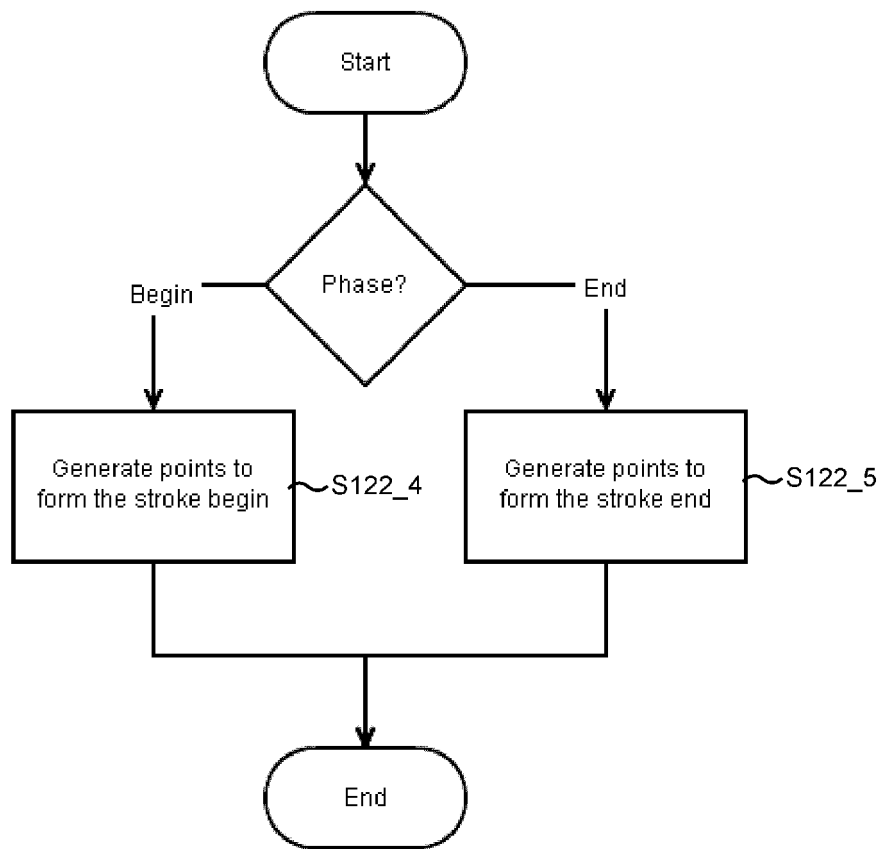 Start
Phase?
Begin
End
Generate points to
form the stroke begin
S122_4
Generate points to
form the stroke end
S122_5
End